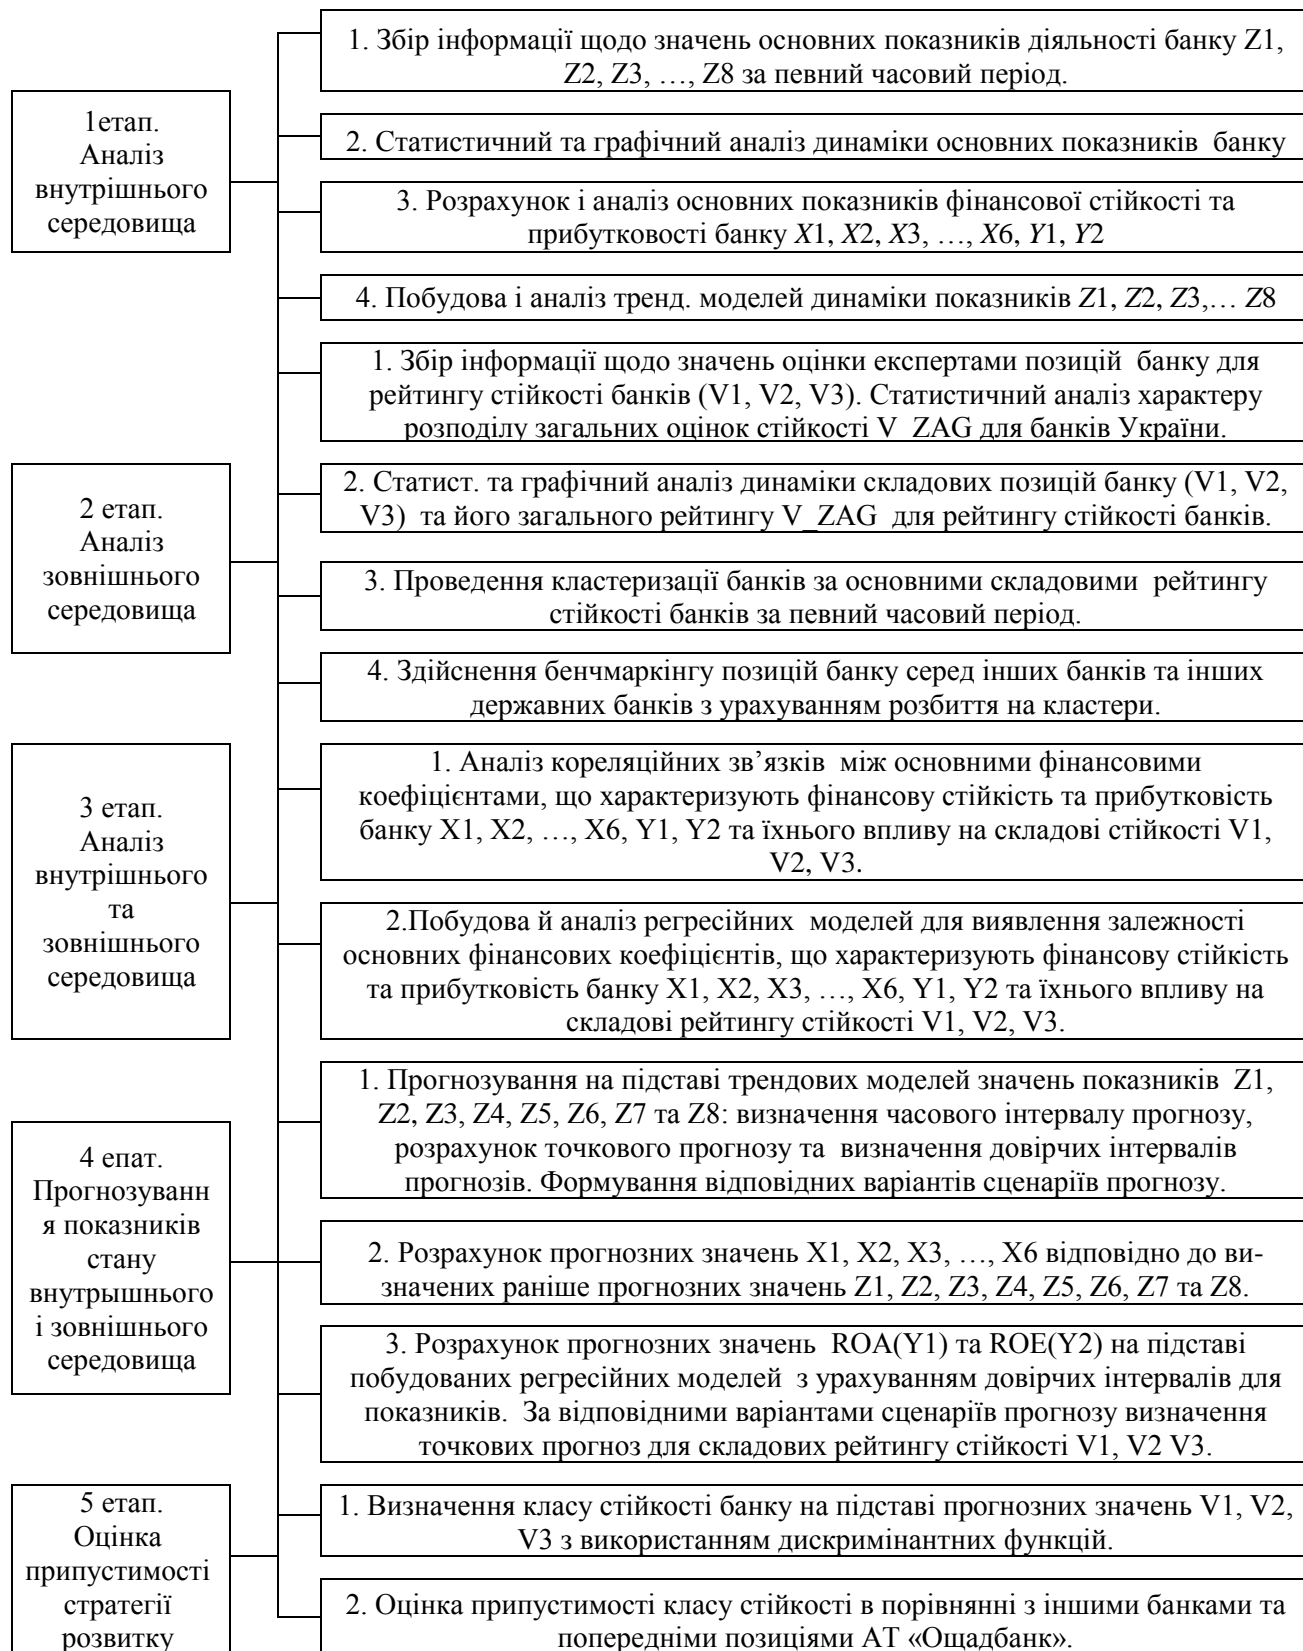 1етап.
Аналіз
внутрішнього
середовища
1. Збір інформації щодо значень основних показників діяльності банку Z1,
Z2, Z3, …, Z8 за певний часовий період.
2. Статистичний та графічний аналіз динаміки основних показників банку
3. Розрахунок і аналіз основних показників фінансової стійкості та
прибутковості банку X1, X2, X3, …, X6, Y1, Y2
4. Побудова і аналіз тренд. моделей динаміки показників Z1, Z2, Z3,… Z8
2 етап.
Аналіз
зовнішнього
середовища
1. Збір інформації щодо значень оцінки експертами позицій банку для
рейтингу стійкості банків (V1, V2, V3). Статистичний аналіз характеру
розподілу загальних оцінок стійкості V_ZAG для банків України.
2. Статист. та графічний аналіз динаміки складових позицій банку (V1, V2,
V3) та його загального рейтингу V_ZAG для рейтингу стійкості банків.
3. Проведення кластеризації банків за основними складовими рейтингу
стійкості банків за певний часовий період.
4. Здійснення бенчмаркінгу позицій банку серед інших банків та інших
державних банків з урахуванням розбиття на кластери.
3 етап.
Аналіз
внутрішнього
та
зовнішнього
середовища
1. Аналіз кореляційних зв’язків між основними фінансовими
коефіцієнтами, що характеризують фінансову стійкість та прибутковість
банку X1, X2, …, X6, Y1, Y2 та їхнього впливу на складові стійкості V1,
V2, V3.
2.Побудова й аналіз регресійних моделей для виявлення залежності
основних фінансових коефіцієнтів, що характеризують фінансову стійкість
та прибутковість банку X1, X2, X3, …, X6, Y1, Y2 та їхнього впливу на
складові рейтингу стійкості V1, V2, V3.
4 епат.
Прогнозуванн
я показників
стану
внутрышнього
і зовнішнього
середовища
1. Прогнозування на підставі трендових моделей значень показників Z1,
Z2, Z3, Z4, Z5, Z6, Z7 та Z8: визначення часового інтервалу прогнозу,
розрахунок точкового прогнозу та визначення довірчих інтервалів
прогнозів. Формування відповідних варіантів сценаріїв прогнозу.
2. Розрахунок прогнозних значень X1, X2, X3, …, X6 відповідно до ви-
значених раніше прогнозних значень Z1, Z2, Z3, Z4, Z5, Z6, Z7 та Z8.
3. Розрахунок прогнозних значень ROA(Y1) та ROE(Y2) на підставі
побудованих регресійних моделей з урахуванням довірчих інтервалів для
показників. За відповідними варіантами сценаріїв прогнозу визначення
точкових прогноз для складових рейтингу стійкості V1, V2 V3.
5 етап.
Оцінка
припустимості
стратегії
розвитку
1. Визначення класу стійкості банку на підставі прогнозних значень V1, V2,
V3 з використанням дискримінантних функцій.
2. Оцінка припустимості класу стійкості в порівнянні з іншими банками та
попередніми позиціями АТ «Ощадбанк».